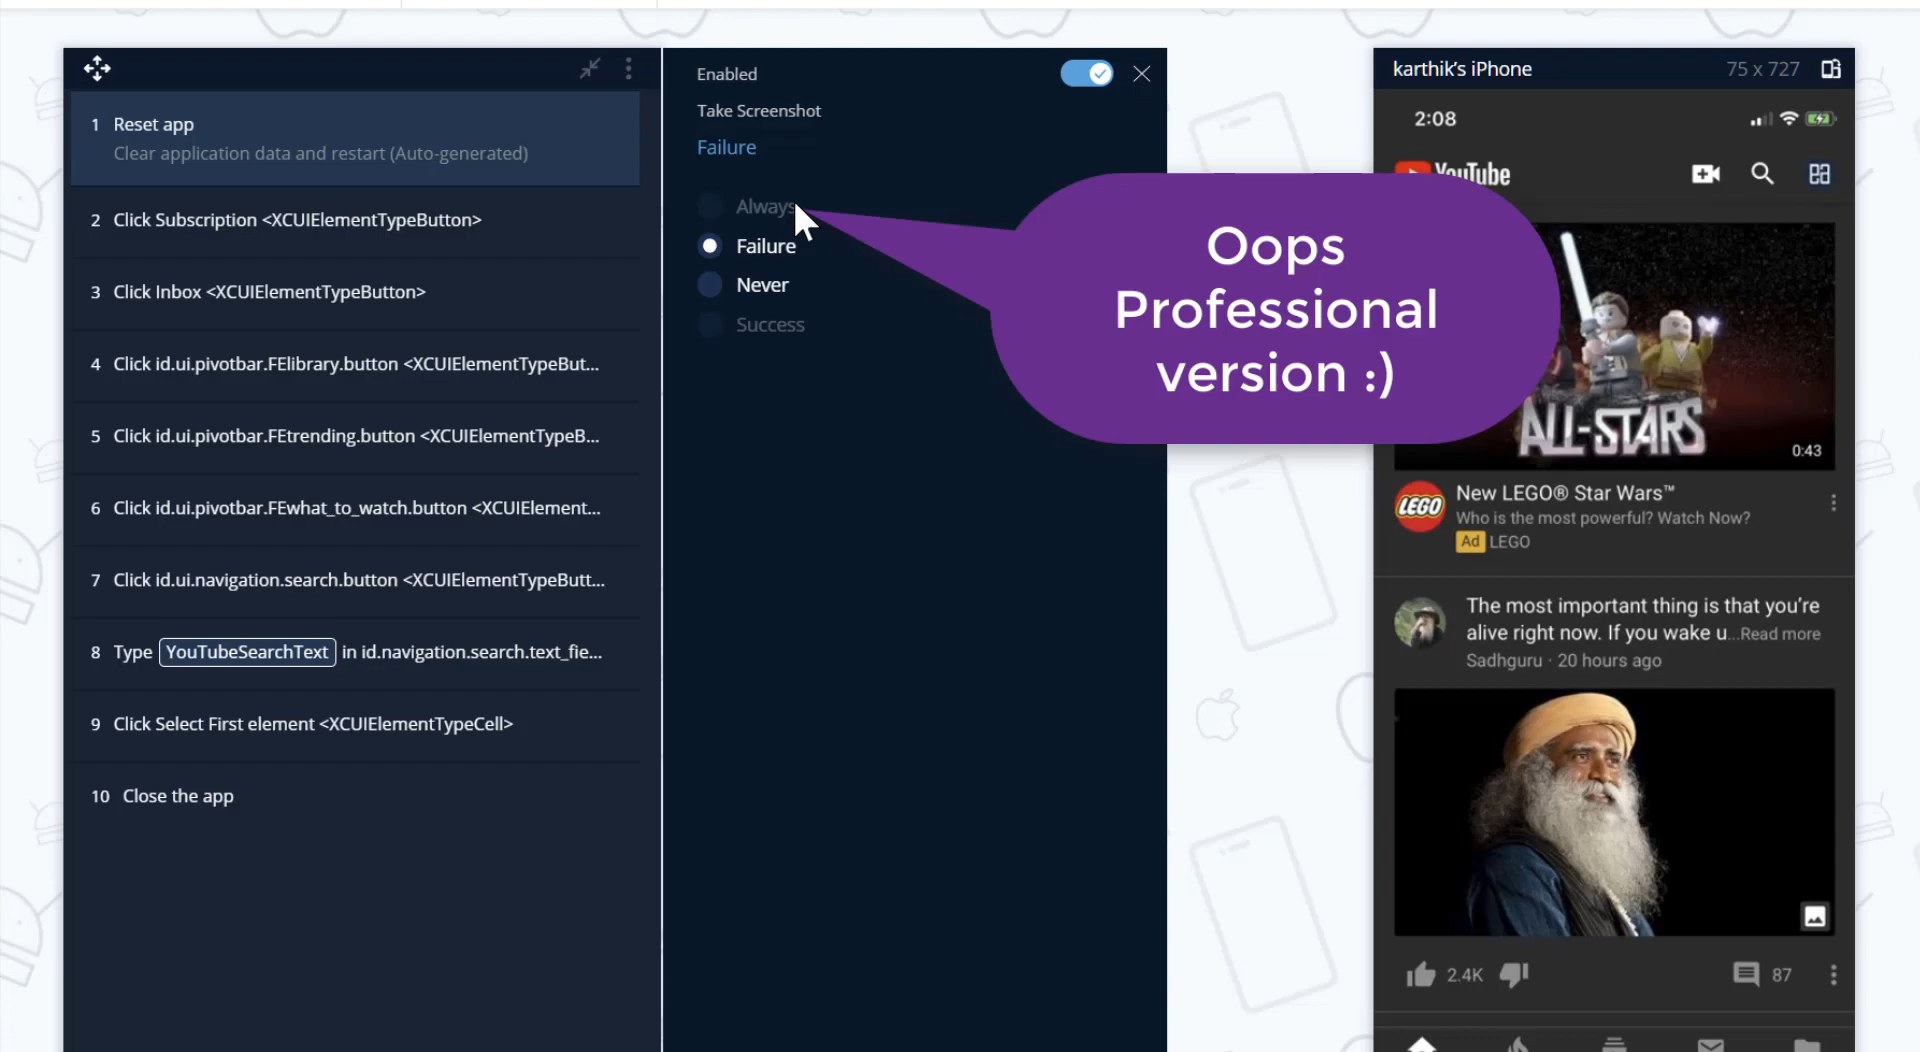 1 Reset app
Clear application data and restart (Auto-generated)
2 Click Subscription <XCUIElementTypeButton>
3 Click Inbox <XCUIElementTypeButton>
4 Click id.ui.pivotbar.FElibrary.button <XCUIElementTypeBut...
5 Click id.ui.pivotbar.FEtrending.button <XCUIElementTypeB...
6 Click id.ui.pivotbar.FEwhat_to_watch.button <XCUIElement...
7 Click id.ui.navigation.search.button <XCUIElementTypeButt...
8 Type YouTubeSearchText in id.navigation.search.text_fie...
9 Click Select First element <XCUIElementTypeCell>
10 Close the app
Enabled
Take Screenshot
Failure
Always
Failure
Never
Success
Oops
Professional
version :)
karthik's iPhone 75 x 727
2:08
YouTube
ALL-STARS
0:43
LEGO
New LEGO® Star Wars™
Who is the most powerful? Watch Now?
Ad LEGO
The most important thing is that you're
alive right now. If you wake u...Read more
Sadhguru · 20 hours ago
2.4K 87